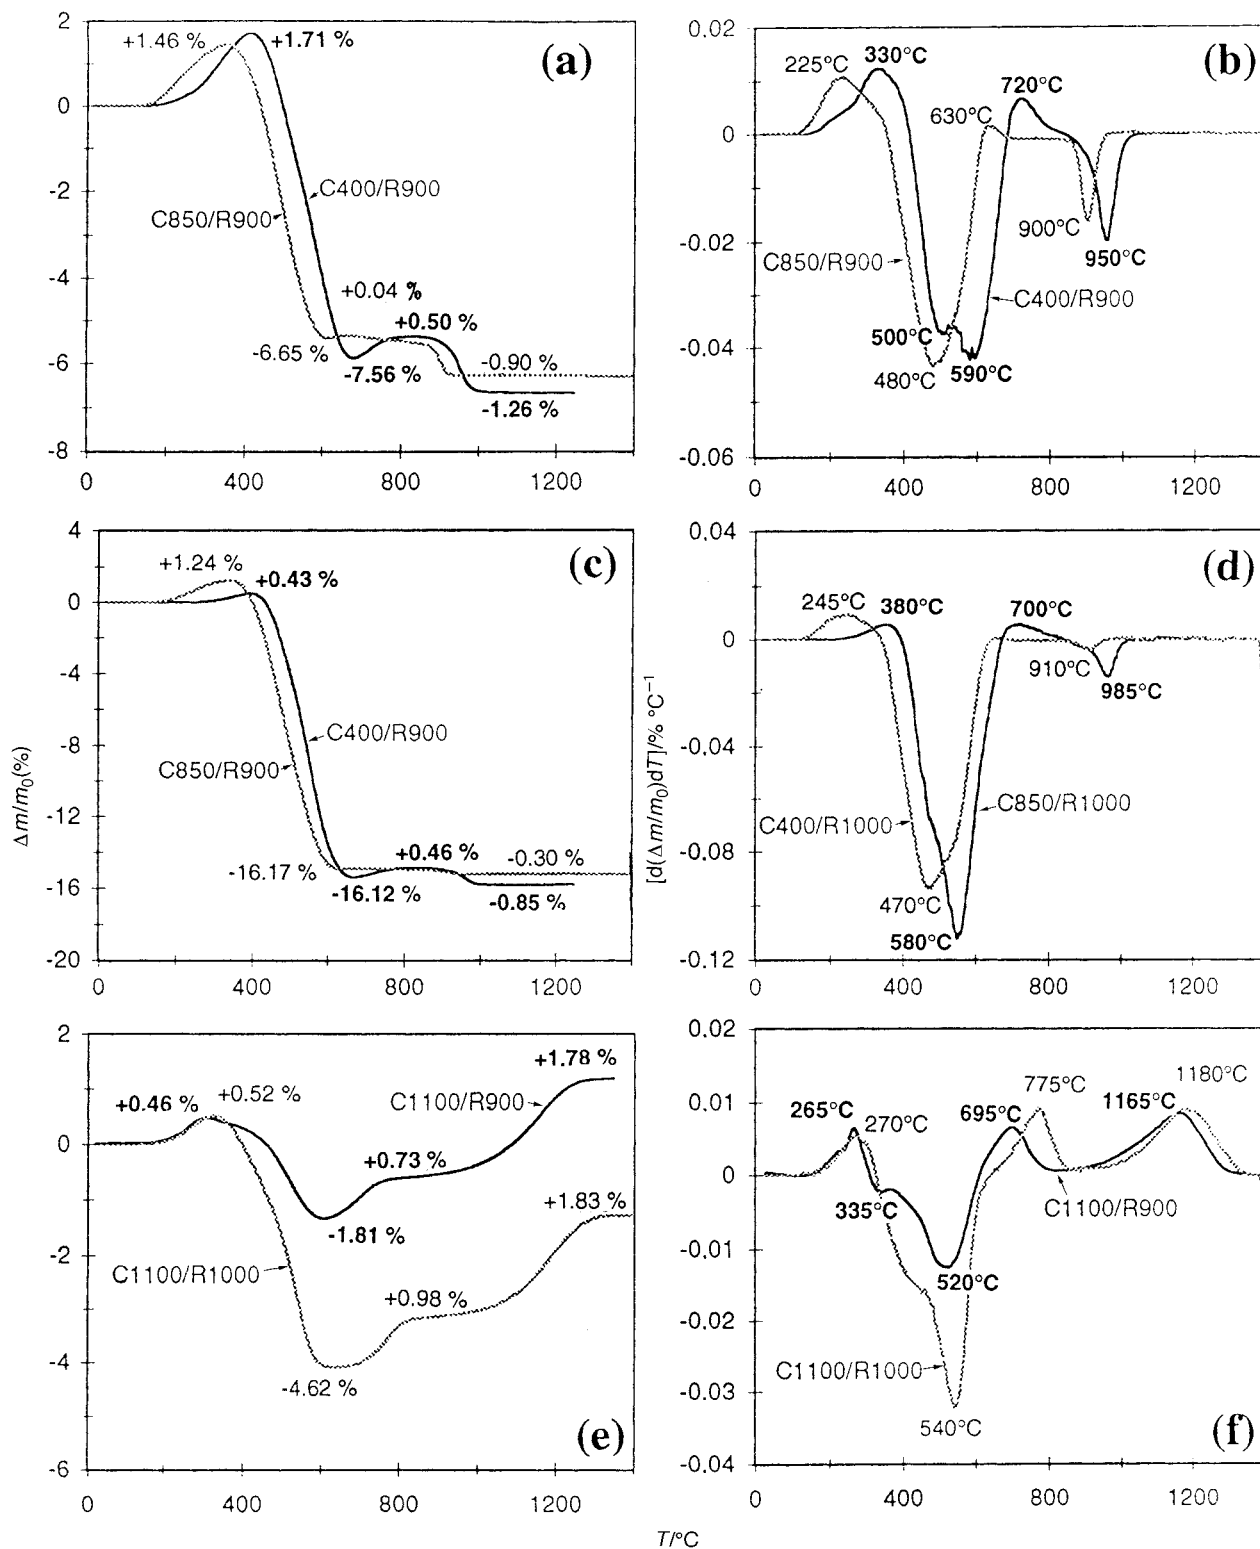 2
0
-2
-4
-6
-8
0
400
800
1200
+1.46 %
+1.71 %
(a)
C400/R900
C850/R900
+0.04 %
+0.50 %
-6.65 %
-7.56 %
-0.90 %
-1.26 %
0.02
0
-0.02
-0.04
-0.06
0
400
800
1200
225°C
330°C
(b)
720°C
630°C
900°C
950°C
C850/R900
C400/R900
500°C
480°C
590°C
4
0
-4
-8
-12
-16
-20
0
400
800
1200
+1.24 %
+0.43 %
(c)
C400/R900
C850/R900
+0.46 %
-0.30 %
-16.17 %
-16.12 %
-0.85 %
Δm/m0(%)
0.04
0
-0.04
-0.08
-0.12
0
400
800
1200
245°C
380°C
700°C
(d)
910°C
985°C
C850/R1000
C400/R1000
470°C
580°C
[d(Δm/m0)dT]/% °C−1
2
0
-2
-4
-6
0
400
800
1200
+0.46 %
+0.52 %
+1.78 %
C1100/R900
+0.73 %
-1.81 %
+1.83 %
C1100/R1000
+0.98 %
-4.62 %
(e)
0.02
0.01
0
-0.01
-0.02
-0.03
-0.04
0
400
800
1200
265°C
270°C
695°C
775°C
1165°C
1180°C
335°C
C1100/R900
520°C
C1100/R1000
540°C
(f)
T/°C